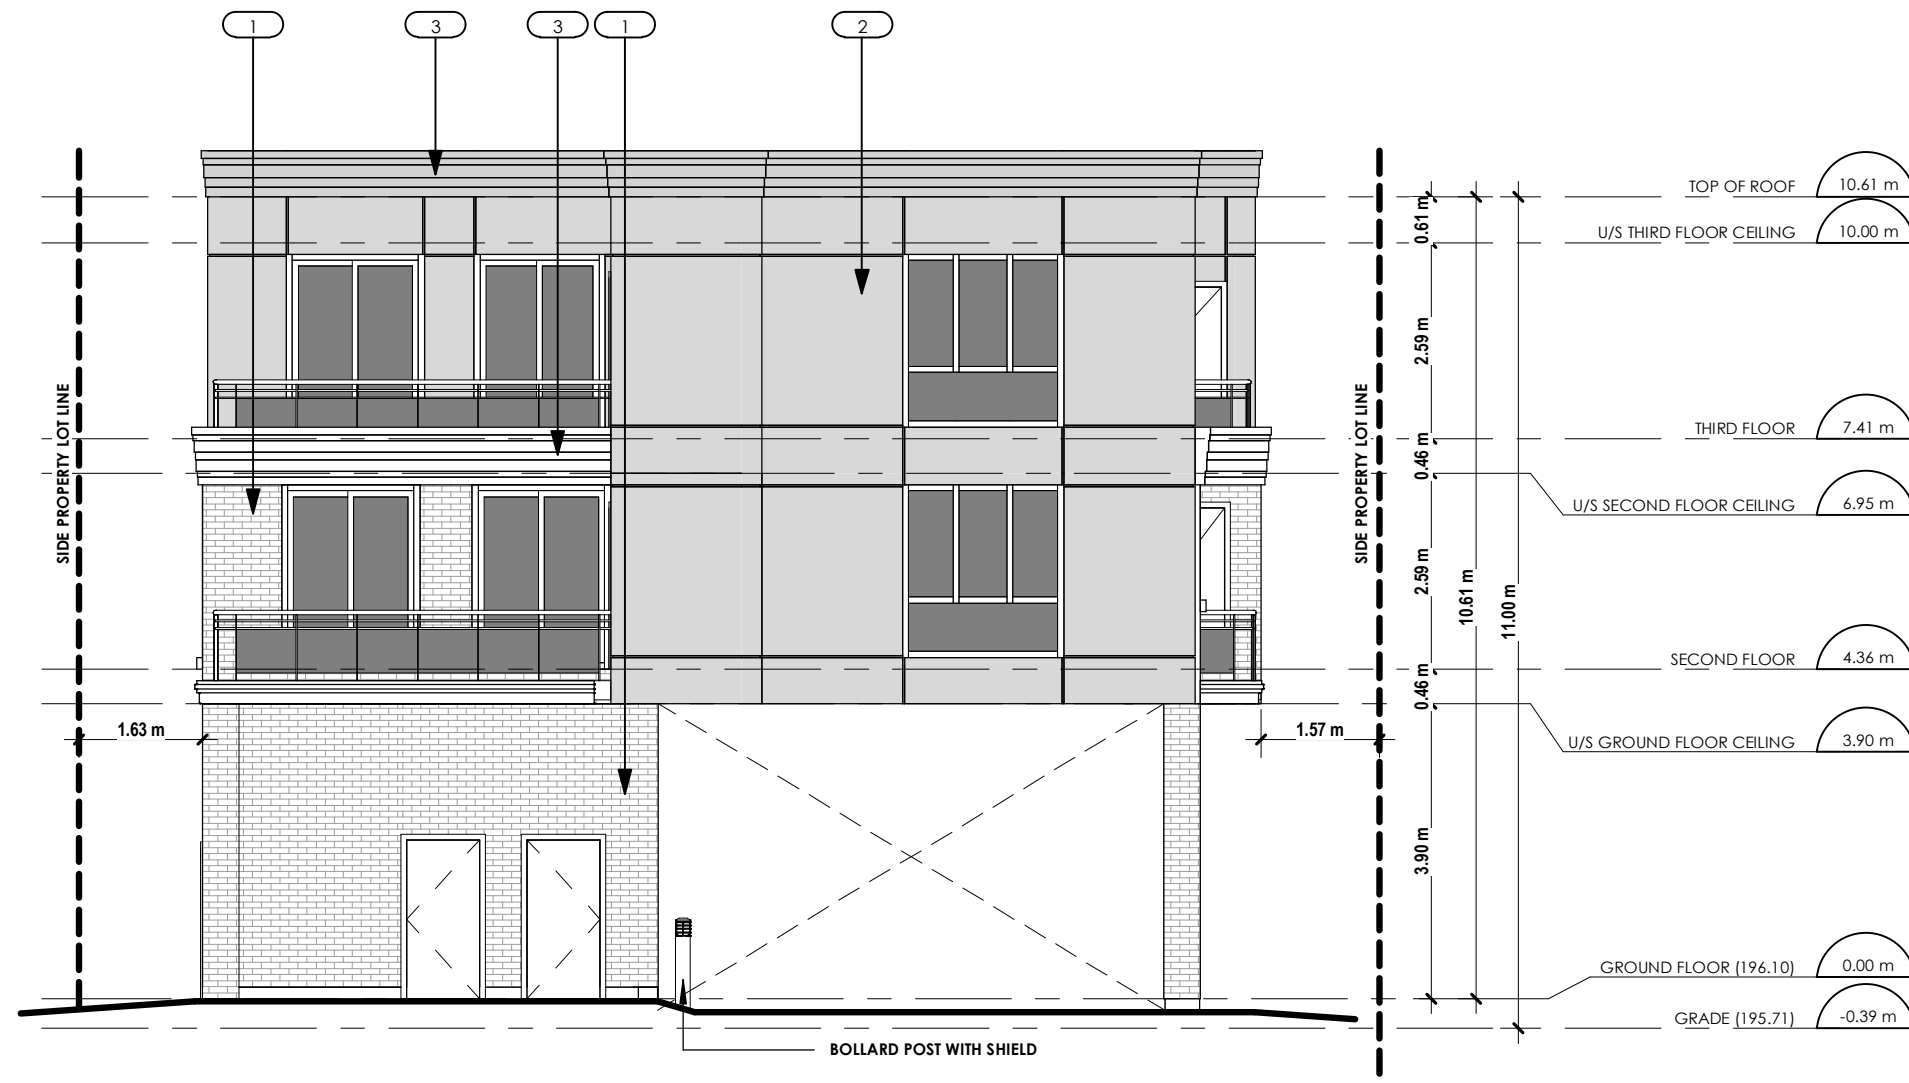 1
3
3
1
2
TOP OF ROOF 10.61 m
U/S THIRD FLOOR CEILING 10.00 m
THIRD FLOOR 7.41 m
U/S SECOND FLOOR CEILING 6.95 m
SECOND FLOOR 4.36 m
U/S GROUND FLOOR CEILING 3.90 m
GROUND FLOOR (196.10) 0.00 m
GRADE (195.71) -0.39 m
0.61 m
2.59 m
0.46 m
2.59 m
0.46 m
3.90 m
10.61 m
11.00 m
SIDE PROPERTY LOT LINE
SIDE PROPERTY LOT LINE
1.63 m
1.57 m
BOLLARD POST WITH SHIELD